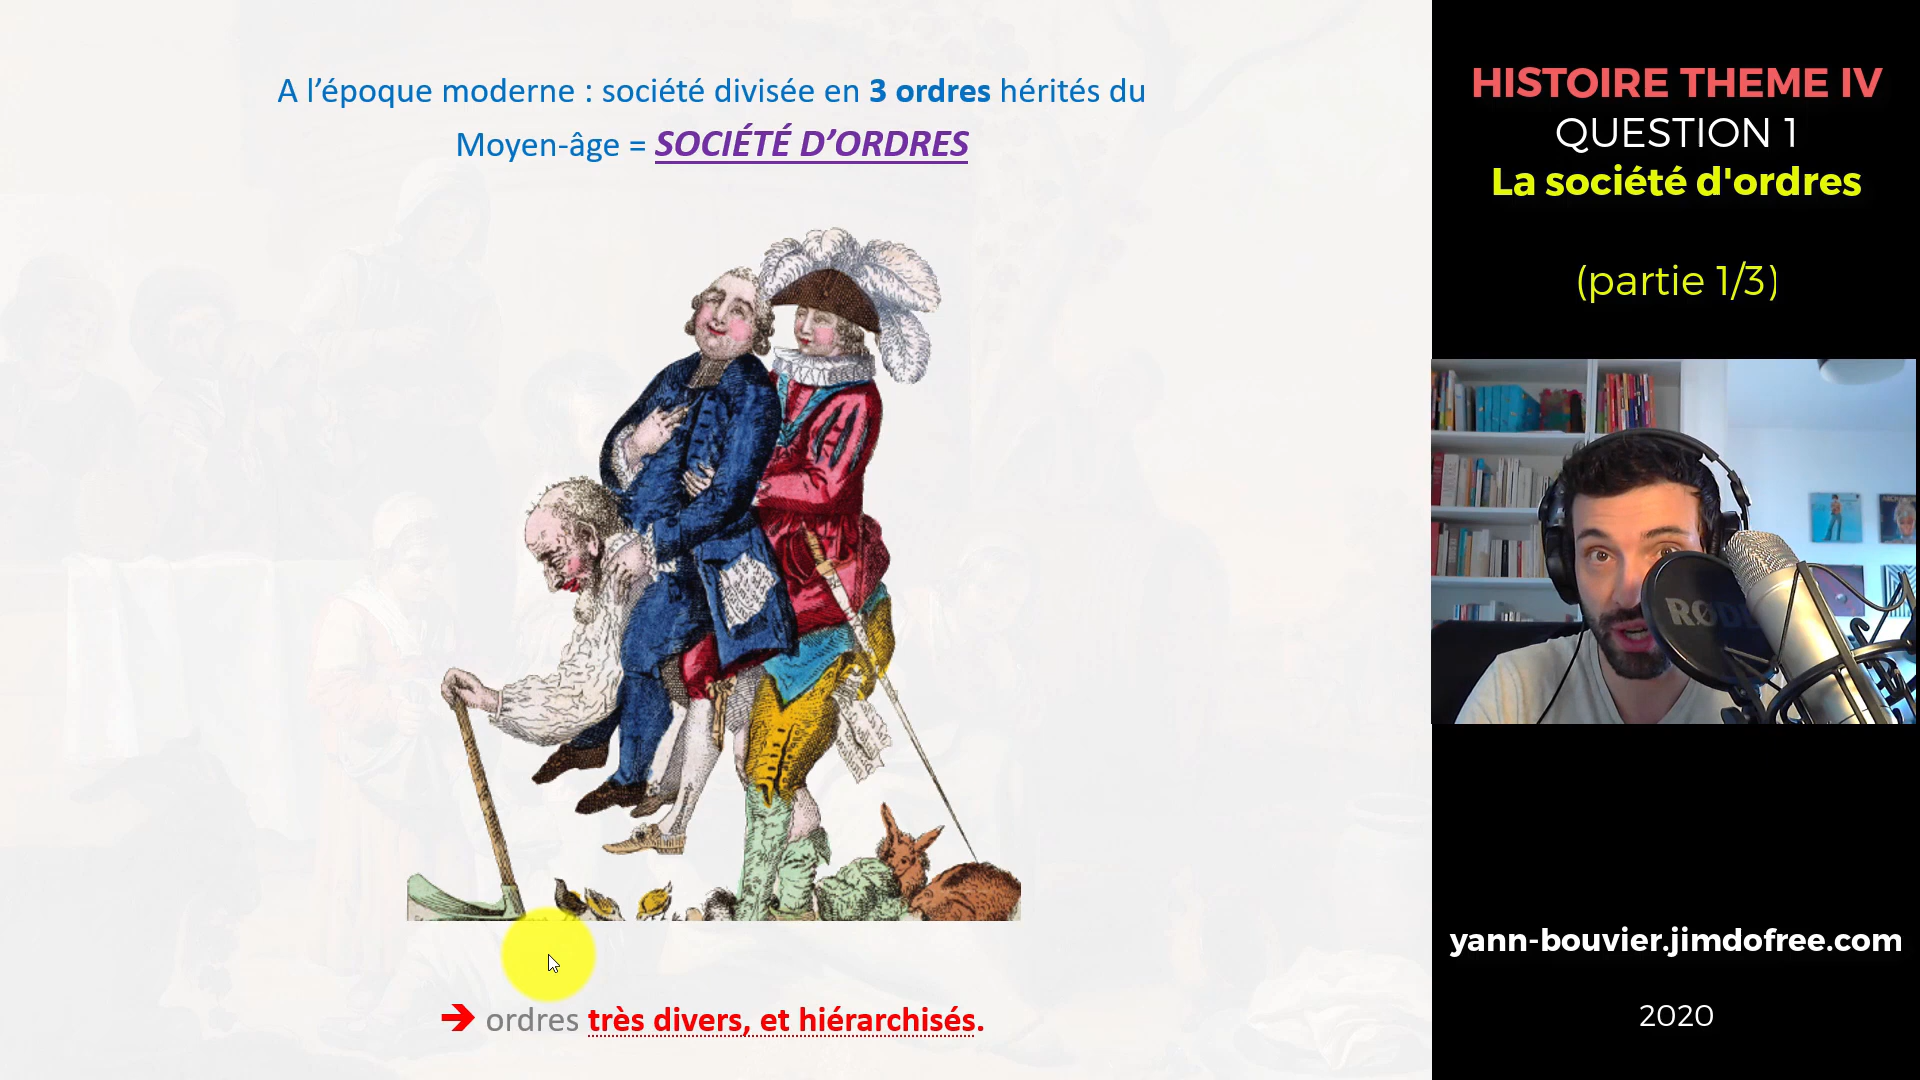 A l’époque moderne : société divisée en 3 ordres hérités du
Moyen-âge = SOCIÉTÉ D’ORDRES
➔ ordres très divers, et hiérarchisés.
HISTOIRE THEME IV
QUESTION 1
La société d'ordres
(partie 1/3)
RØDE
yann-bouvier.jimdofree.com
2020